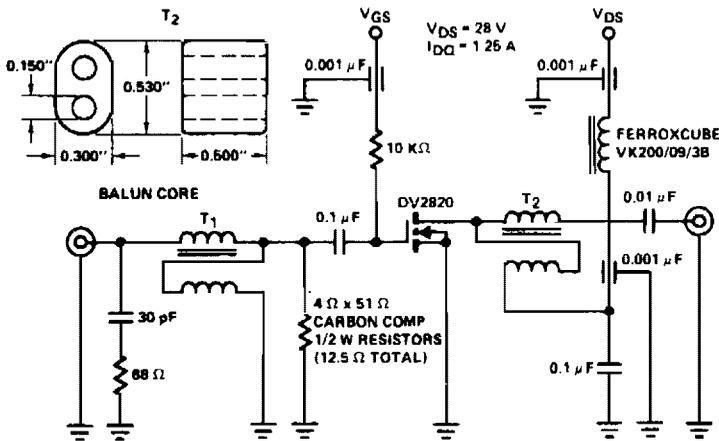 T2
VGS
VDS = 28 V
IDQ = 1.25 A
VDS
0.150"
0.530"
0.300"
0.500"
BALUN CORE
0.001 μF
10 KΩ
0.001 μF
FERROXCUBE
VK200/09/3B
T1
0.1 μF
DV2820
T2
0.01 μF
30 pF
68 Ω
4 Ω x 51 Ω
CARBON COMP
1/2 W RESISTORS
(12.5 Ω TOTAL)
0.001 μF
0.1 μF